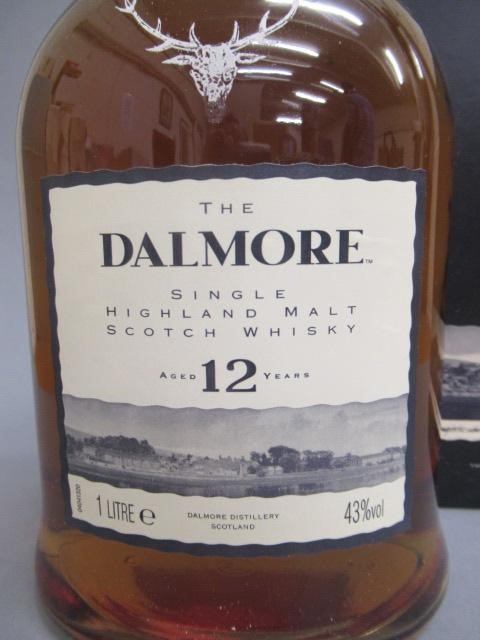 THE
DALMORE™
SINGLE
HIGHLAND MALT
SCOTCH WHISKY
AGED 12 YEARS
1 LITRE e
DALMORE DISTILLERY
SCOTLAND
43%vol